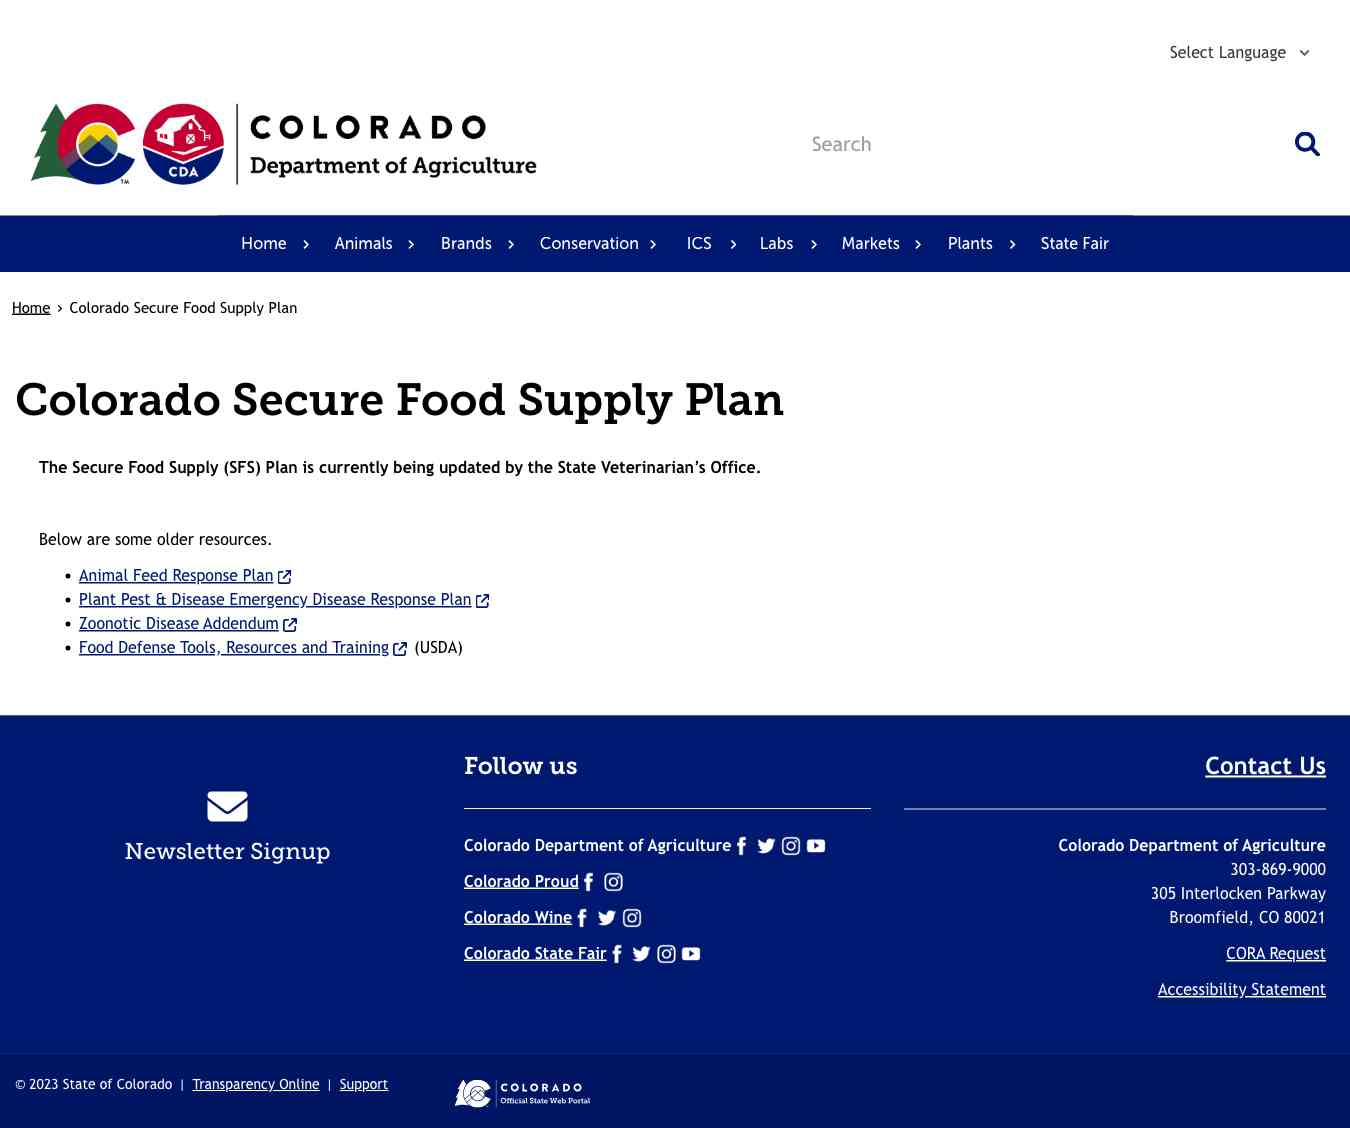 Select Language
COLORADO
Department of Agriculture
CDA
TM
Search
Home Animals Brands Conservation ICS Labs Markets Plants State Fair
Home › Colorado Secure Food Supply Plan
Colorado Secure Food Supply Plan
The Secure Food Supply (SFS) Plan is currently being updated by the State Veterinarian's Office.
Below are some older resources.
• Animal Feed Response Plan
• Plant Pest & Disease Emergency Disease Response Plan
• Zoonotic Disease Addendum
• Food Defense Tools, Resources and Training (USDA)
Newsletter Signup
Follow us
Colorado Department of Agriculture
Colorado Proud
Colorado Wine
Colorado State Fair
Contact Us
Colorado Department of Agriculture
303-869-9000
305 Interlocken Parkway
Broomfield, CO 80021
CORA Request
Accessibility Statement
© 2023 State of Colorado | Transparency Online | Support
COLORADO
Official State Web Portal